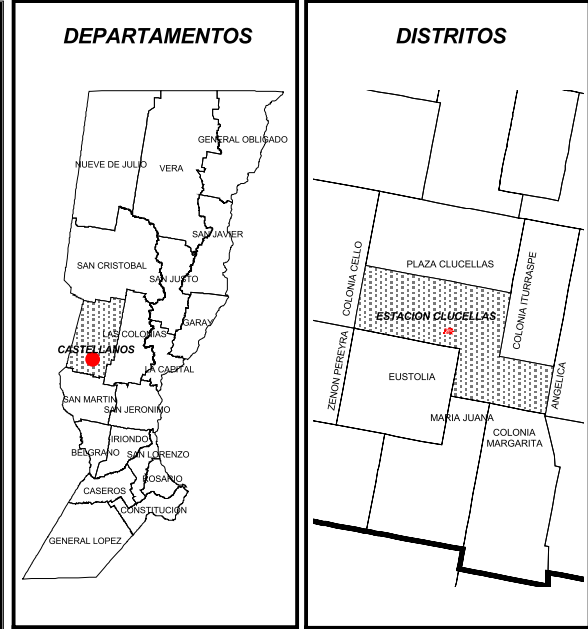 DEPARTAMENTOS
GENERAL OBLIGADO
NUEVE DE JULIO
VERA
SAN JAVIER
SAN CRISTOBAL
SAN JUSTO
GARAY
LAS COLONIAS
CASTELLANOS
LA CAPITAL
SAN MARTIN
SAN JERONIMO
IRIONDO
BELGRANO
SAN LORENZO
ROSARIO
CASEROS
CONSTITUCION
GENERAL LOPEZ
DISTRITOS
COLONIA CELLO
PLAZA CLUCELLAS
COLONIA ITURRASPE
ESTACION CLUCELLAS
ZENON PEREYRA
EUSTOLIA
ANGELICA
MARIA JUANA
COLONIA
MARGARITA